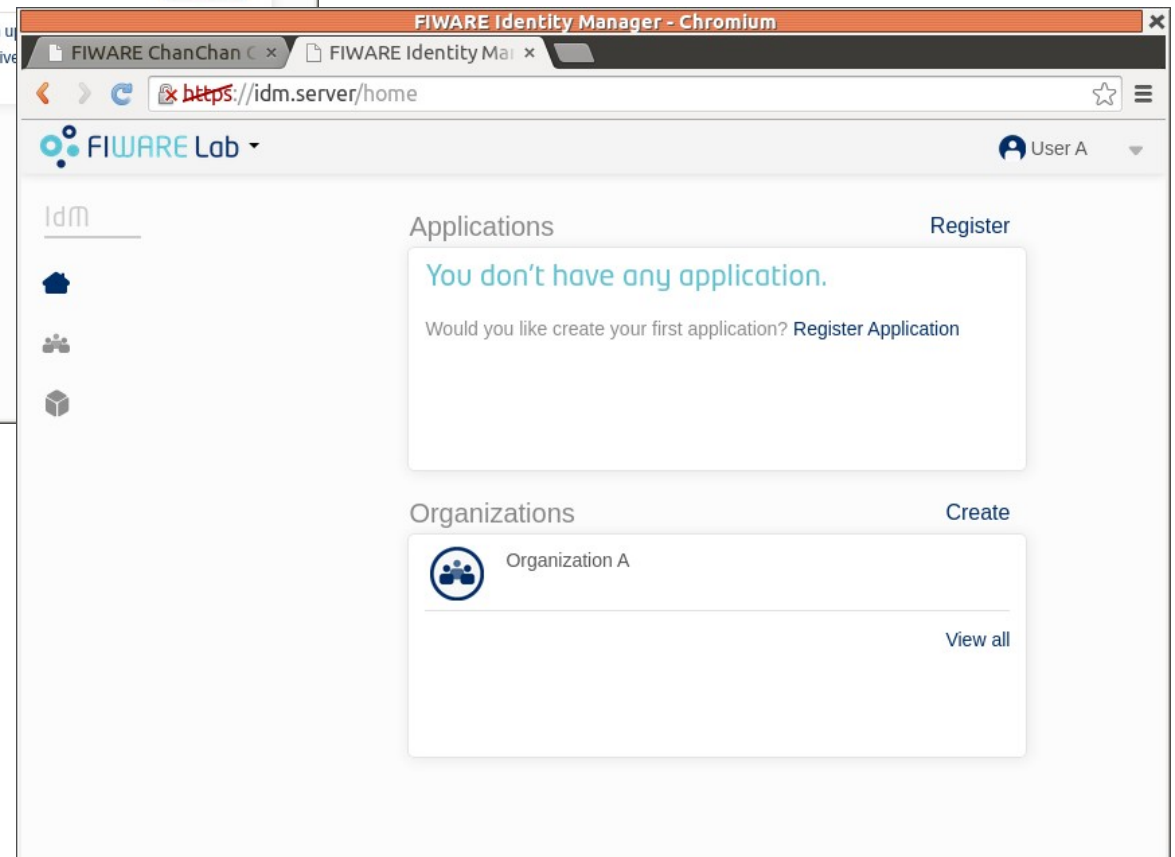 FIWARE Identity Manager - Chromium
FIWARE ChanChan
FIWARE Identity Ma
https://idm.server/home
FIWARE Lab
User A
IdM
Applications
Register
You don't have any application.
Would you like create your first application? Register Application
Organizations
Create
Organization A
View all